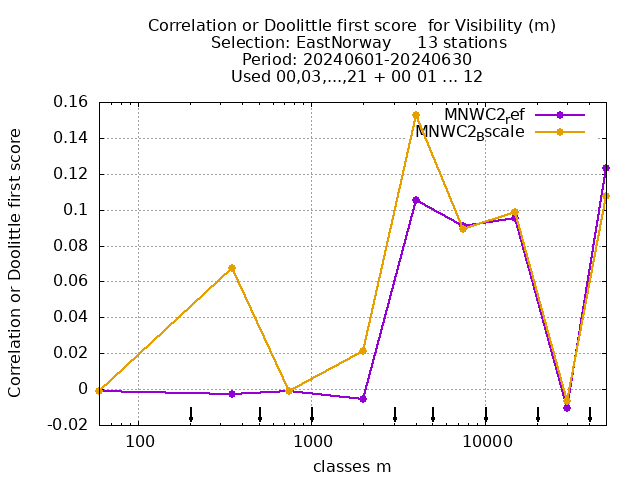 Correlation or Doolittle first score  for Visibility (m)
Selection: EastNorway     13 stations
Period: 20240601-20240630
Used 00,03,...,21 + 00 01 ... 12
MNWC2ref
MNWC2Bscale
Correlation or Doolittle first score
0.16
0.14
0.12
0.1
0.08
0.06
0.04
0.02
0
-0.02
100
1000
10000
classes m